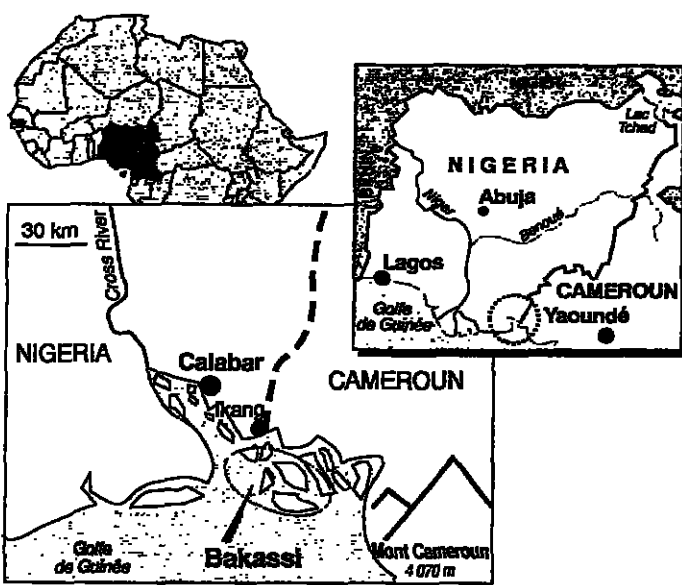 Lac
Tchad
NIGERIA
Niger
Abuja
Benoué
Lagos
CAMEROUN
Yaoundé
Golfe
de Guinée
30 km
Cross River
NIGERIA
Calabar
Ikang
CAMEROUN
Bakassi
Golfe
de Guinée
Mont Cameroun
4 070 m